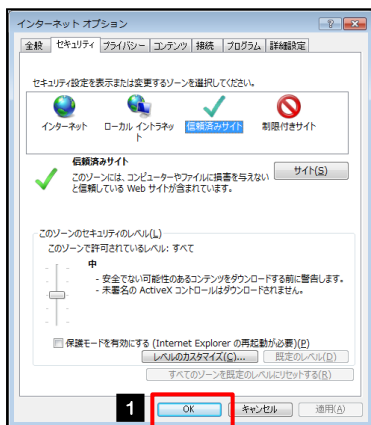 インターネット オプション
全般 セキュリティ プライバシー コンテンツ 接続 プログラム 詳細設定
セキュリティ設定を表示または変更するゾーンを選択してください。
インターネット ローカル イントラネッ 信頼済みサイト 制限付きサイト
ト
信頼済みサイト
サイト(S)
このゾーンには、コンピューターやファイルに損害を与えない
と信頼している Web サイトが含まれています。
このゾーンのセキュリティのレベル(L)
このゾーンで許可されているレベル: すべて
中
- 安全でない可能性のあるコンテンツをダウンロードする前に警告します。
- 未署名の ActiveX コントロールはダウンロードされません。
保護モードを有効にする (Internet Explorer の再起動が必要)(P)
レベルのカスタマイズ(C)... 既定のレベル(D)
すべてのゾーンを既定のレベルにリセットする(R)
1 OK キャンセル 適用(A)